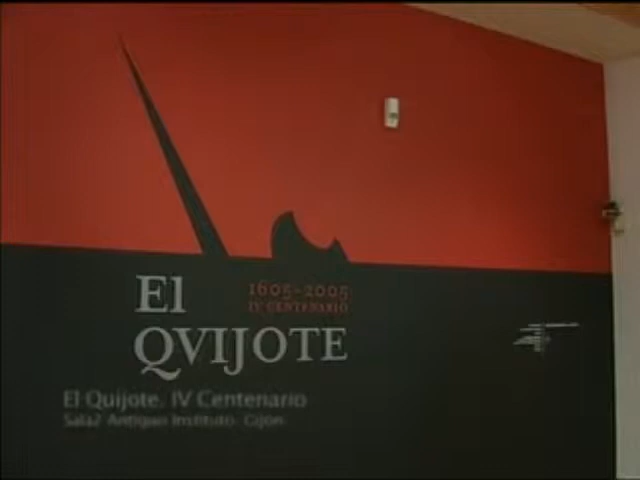 El
1605-2005
IV CENTENARIO
QVIJOTE
El Quijote. IV Centenario
Sala2 Antiguo Instituto Gijón